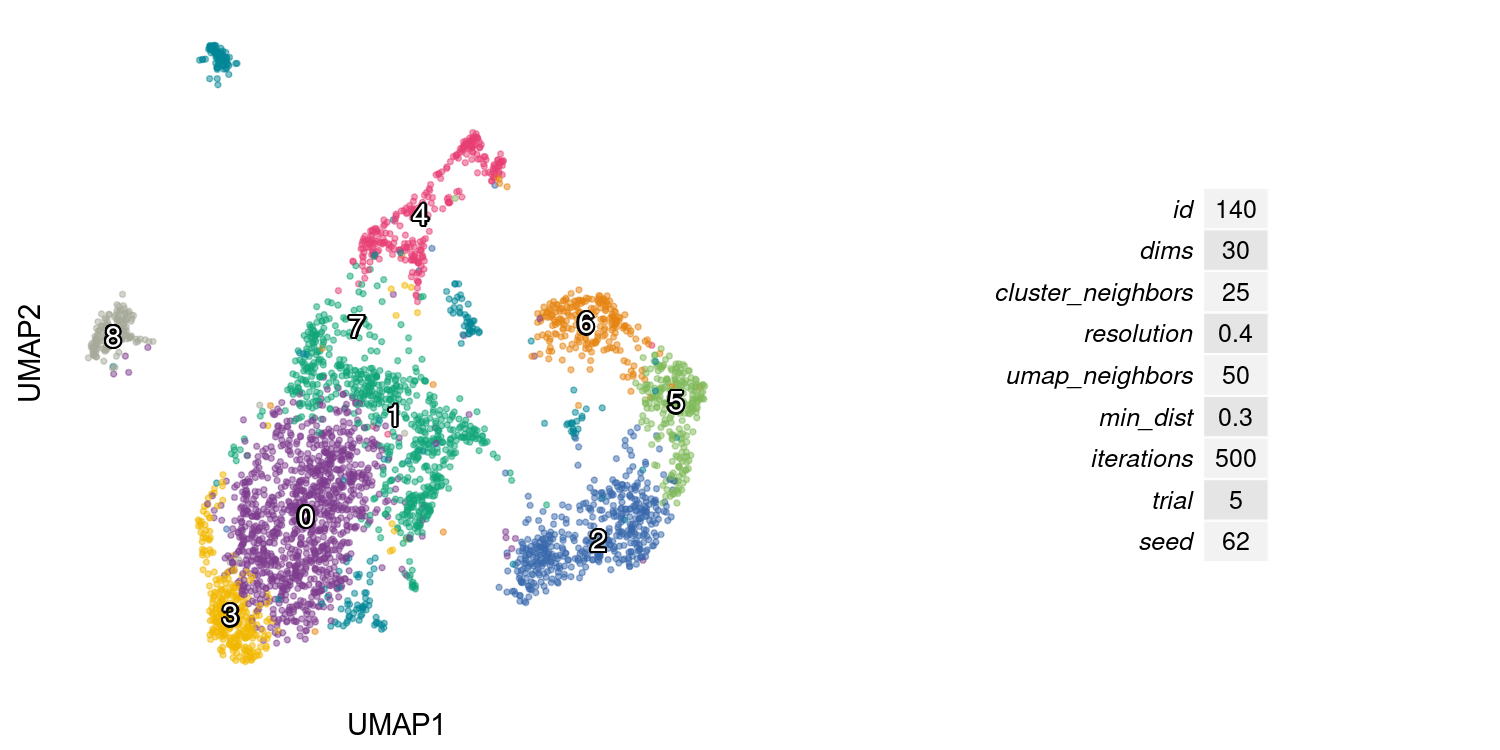 4
7
6
8
5
1
0
2
3
UMAP2
UMAP1
id 140
dims 30
cluster_neighbors 25
resolution 0.4
umap_neighbors 50
min_dist 0.3
iterations 500
trial 5
seed 62